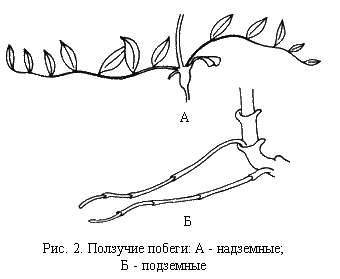 А
Б
Рис. 2. Ползучие побеги: А - надземные;
Б - подземные